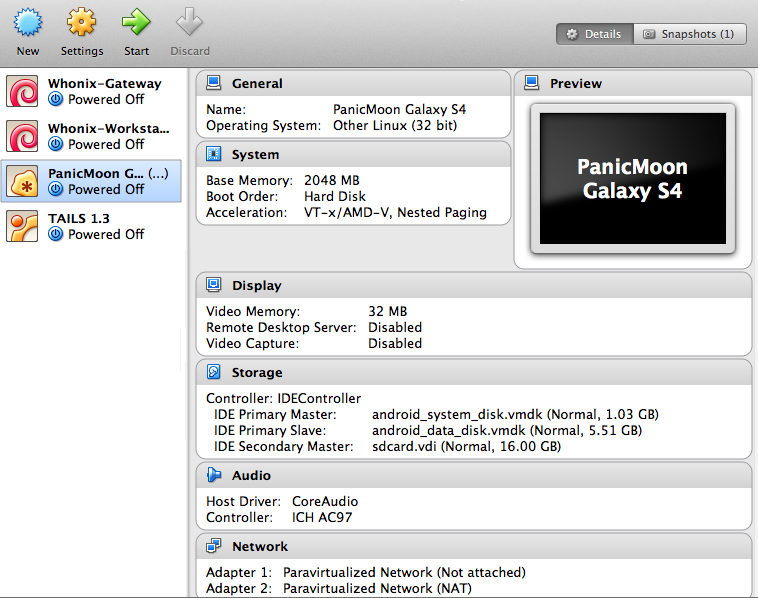 New Settings Start Discard
Details Snapshots (1)
Whonix-Gateway
Powered Off
Whonix-Worksta...
Powered Off
PanicMoon G... (...)
Powered Off
TAILS 1.3
Powered Off
General
Name: PanicMoon Galaxy S4
Operating System: Other Linux (32 bit)
System
Base Memory: 2048 MB
Boot Order: Hard Disk
Acceleration: VT-x/AMD-V, Nested Paging
Preview
PanicMoon
Galaxy S4
Display
Video Memory: 32 MB
Remote Desktop Server: Disabled
Video Capture: Disabled
Storage
Controller: IDEController
IDE Primary Master: android_system_disk.vmdk (Normal, 1.03 GB)
IDE Primary Slave: android_data_disk.vmdk (Normal, 5.51 GB)
IDE Secondary Master: sdcard.vdi (Normal, 16.00 GB)
Audio
Host Driver: CoreAudio
Controller: ICH AC97
Network
Adapter 1: Paravirtualized Network (Not attached)
Adapter 2: Paravirtualized Network (NAT)